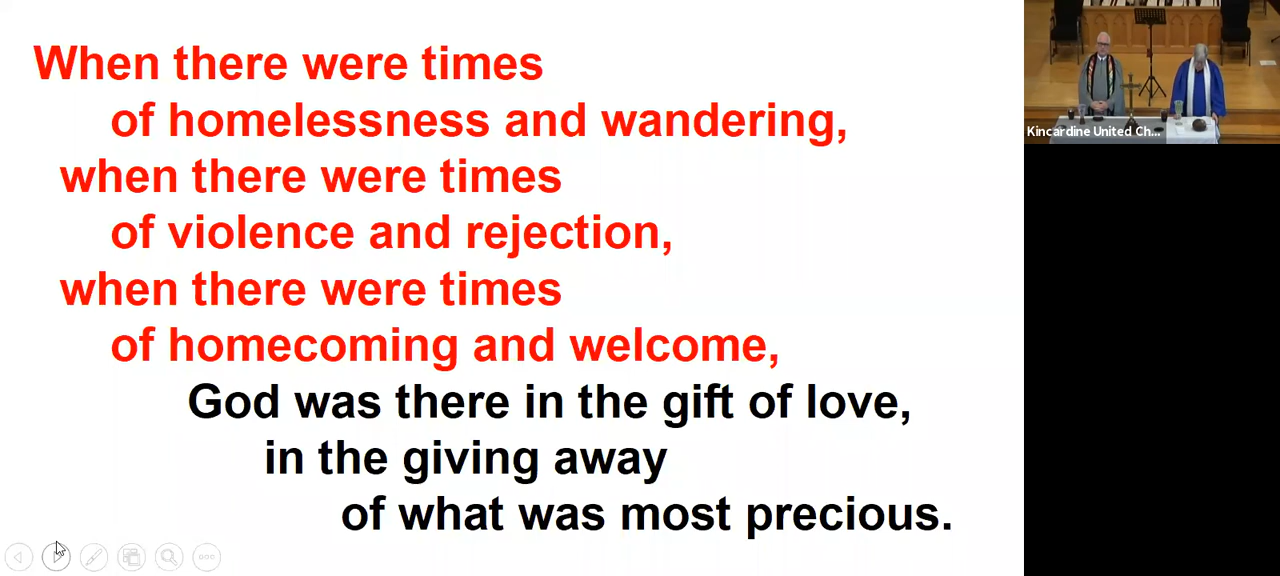 When there were times
of homelessness and wandering,
when there were times
of violence and rejection,
when there were times
of homecoming and welcome,
God was there in the gift of love,
in the giving away
of what was most precious.
Kincardine United Ch...